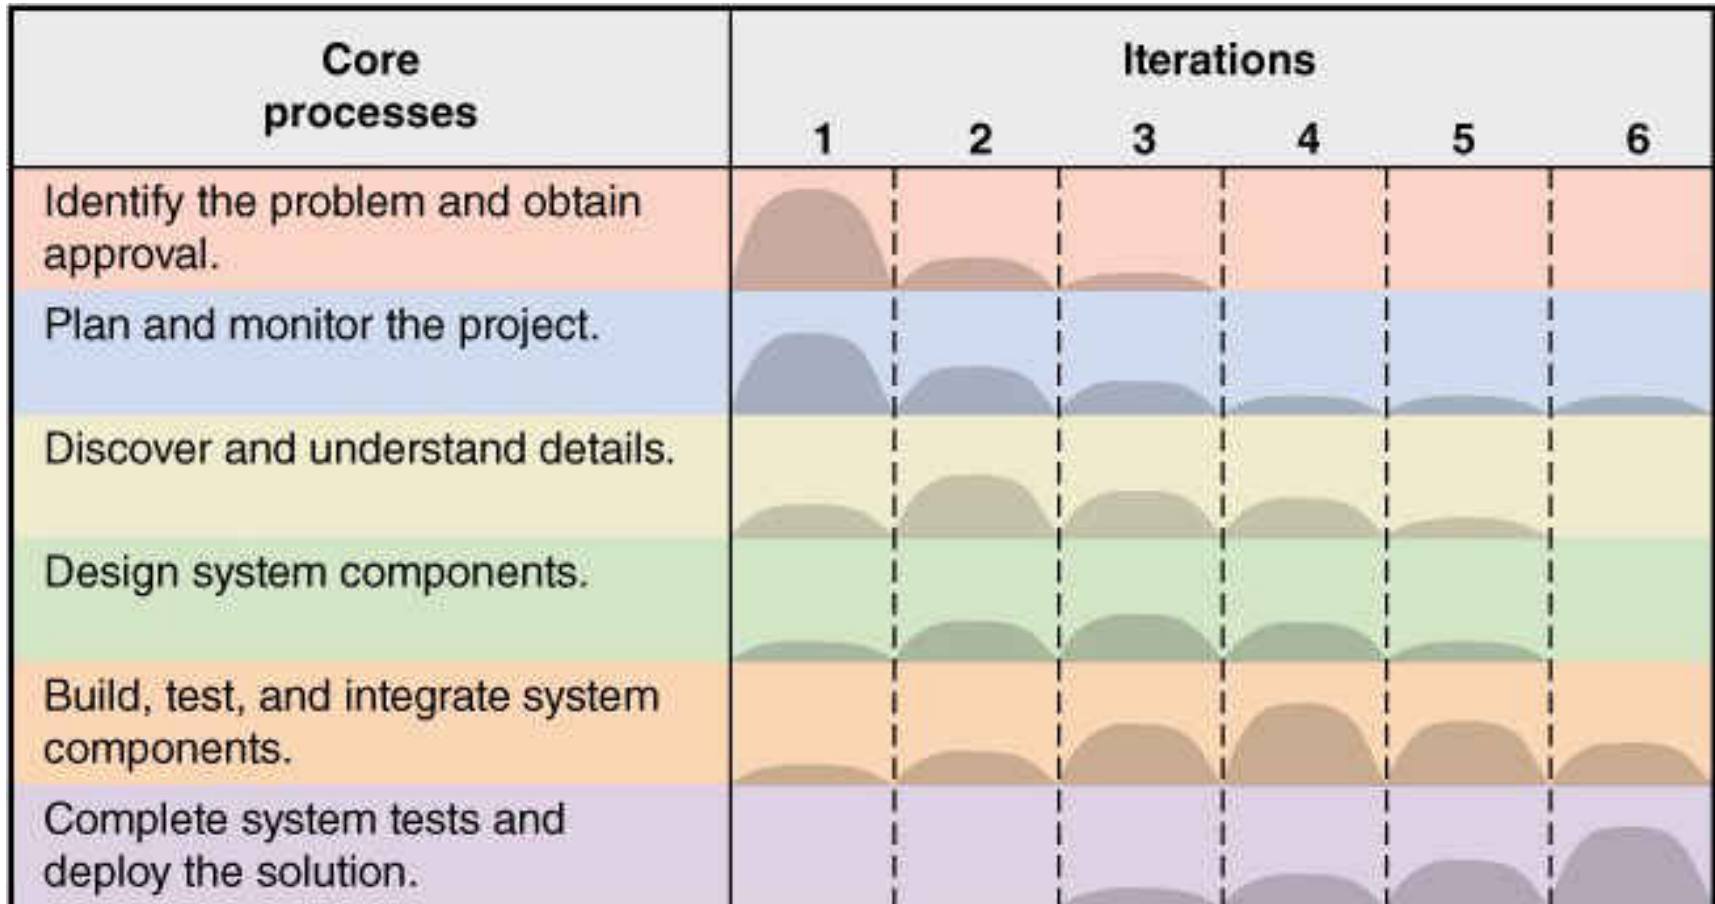 Core
processes
Iterations
1 2 3 4 5 6
Identify the problem and obtain
approval.
Plan and monitor the project.
Discover and understand details.
Design system components.
Build, test, and integrate system
components.
Complete system tests and
deploy the solution.